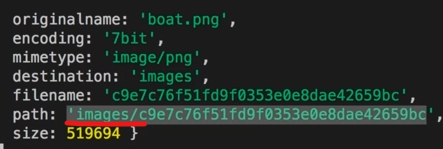 originalname: 'boat.png',
encoding: '7bit',
mimetype: 'image/png',
destination: 'images',
filename: 'c9e7c76f51fd9f0353e0e8dae42659bc',
path: 'images/c9e7c76f51fd9f0353e0e8dae42659bc',
size: 519694 }